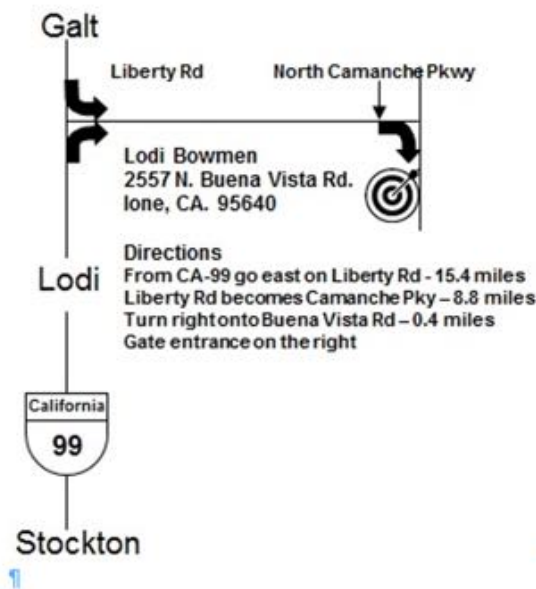 Galt
Liberty Rd
North Camanche Pkwy
Lodi Bowmen
2557 N. Buena Vista Rd.
Ione, CA. 95640
Directions
From CA-99 go east on Liberty Rd - 15.4 miles
Liberty Rd becomes Camanche Pky – 8.8 miles
Turn right onto Buena Vista Rd – 0.4 miles
Gate entrance on the right
Lodi
California
99
Stockton
¶